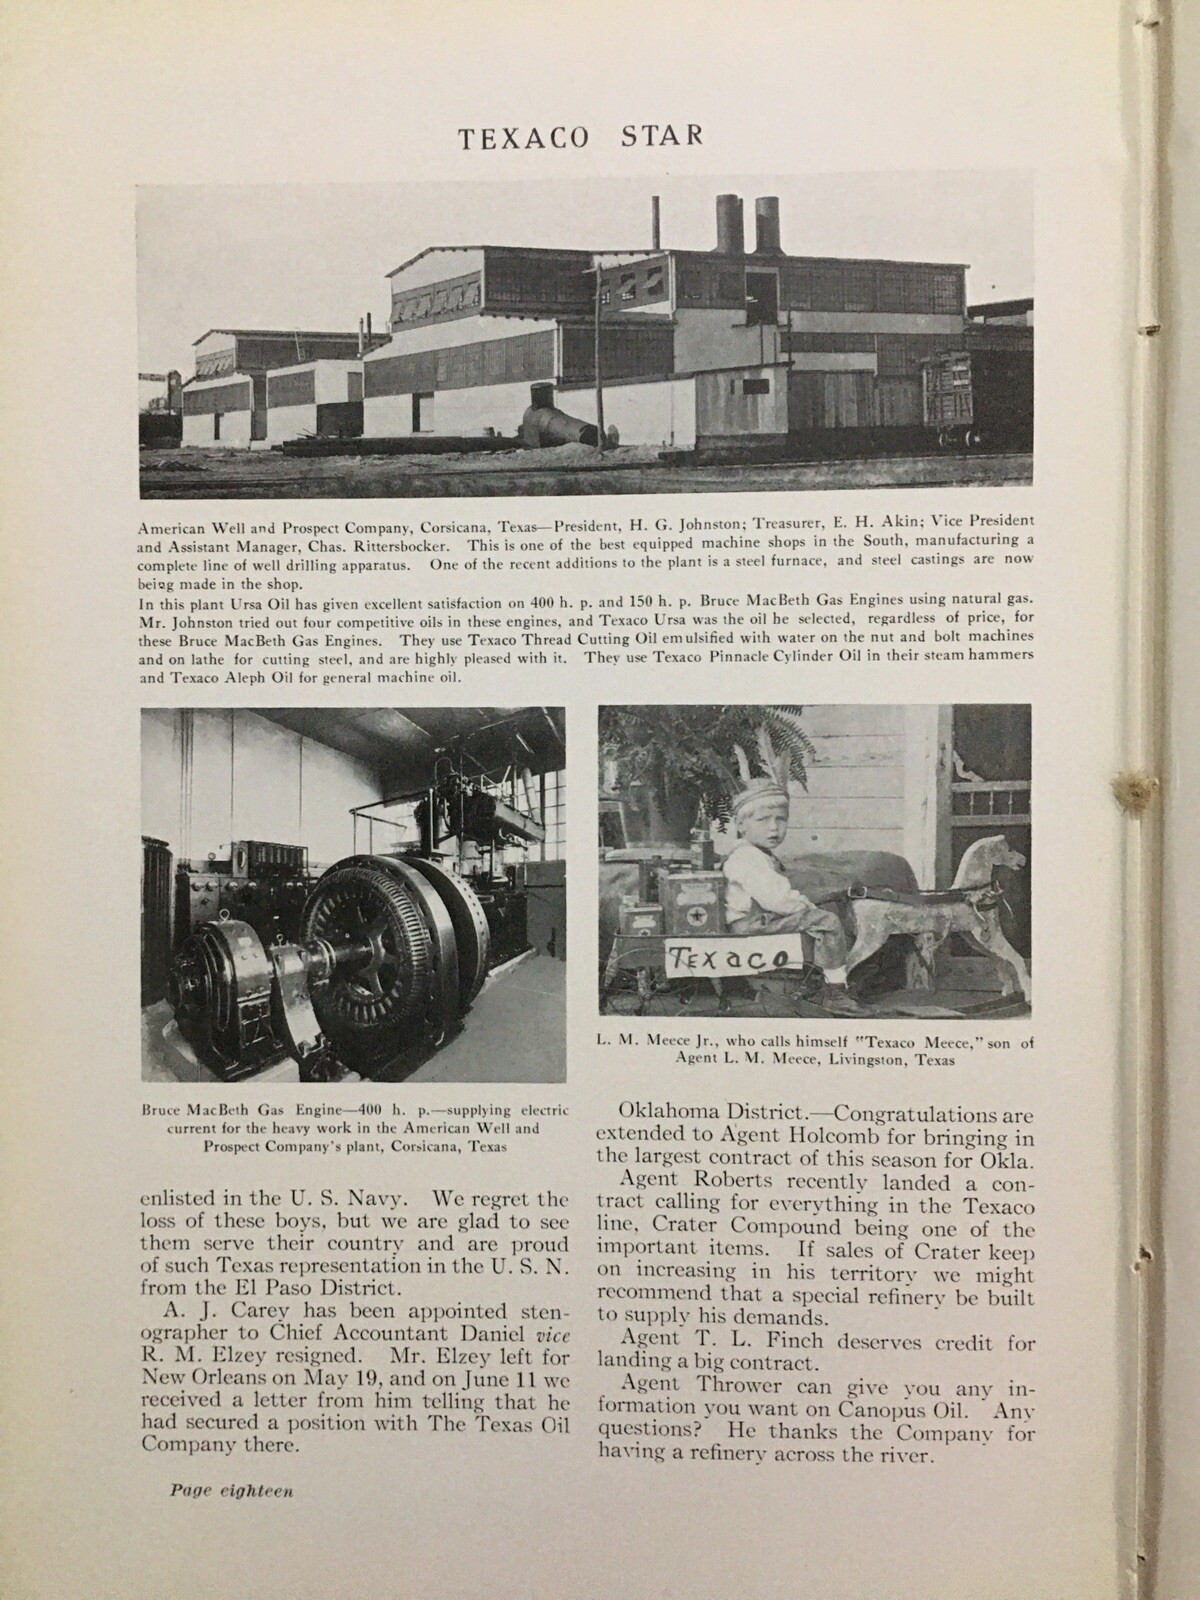 TEXACO STAR
American Well and Prospect Company, Corsicana, Texas—President, H. G. Johnston; Treasurer, E. H. Akin; Vice President
and Assistant Manager, Chas. Rittersbocker. This is one of the best equipped machine shops in the South, manufacturing a
complete line of well drilling apparatus. One of the recent additions to the plant is a steel furnace, and steel castings are now
being made in the shop.
In this plant Ursa Oil has given excellent satisfaction on 400 h. p. and 150 h. p. Bruce MacBeth Gas Engines using natural gas.
Mr. Johnston tried out four competitive oils in these engines, and Texaco Ursa was the oil he selected, regardless of price, for
these Bruce MacBeth Gas Engines. They use Texaco Thread Cutting Oil emulsified with water on the nut and bolt machines
and on lathe for cutting steel, and are highly pleased with it. They use Texaco Pinnacle Cylinder Oil in their steam hammers
and Texaco Aleph Oil for general machine oil.
Bruce MacBeth Gas Engine—400 h. p.—supplying electric
current for the heavy work in the American Well and
Prospect Company's plant, Corsicana, Texas
enlisted in the U. S. Navy. We regret the
loss of these boys, but we are glad to see
them serve their country and are proud
of such Texas representation in the U. S. N.
from the El Paso District.
A. J. Carey has been appointed sten-
ographer to Chief Accountant Daniel vice
R. M. Elzey resigned. Mr. Elzey left for
New Orleans on May 19, and on June 11 we
received a letter from him telling that he
had secured a position with The Texas Oil
Company there.
TEXaco
L. M. Meece Jr., who calls himself "Texaco Meece," son of
Agent L. M. Meece, Livingston, Texas
Oklahoma District.—Congratulations are
extended to Agent Holcomb for bringing in
the largest contract of this season for Okla.
Agent Roberts recently landed a con-
tract calling for everything in the Texaco
line, Crater Compound being one of the
important items. If sales of Crater keep
on increasing in his territory we might
recommend that a special refinery be built
to supply his demands.
Agent T. L. Finch deserves credit for
landing a big contract.
Agent Thrower can give you any in-
formation you want on Canopus Oil. Any
questions? He thanks the Company for
having a refinery across the river.
Page eighteen